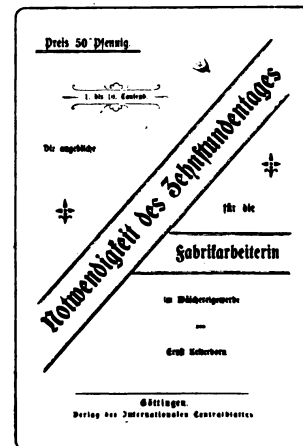 Preis 50 Pfennig.
1. bis 10. Tausend.
Die angebliche
Notwendigkeit des Zehnstundentages
für die
Fabrikarbeiterin
im Wäschereigewerbe
von
Ernst
Göttingen.
Verlag des Internationalen Centralblattes